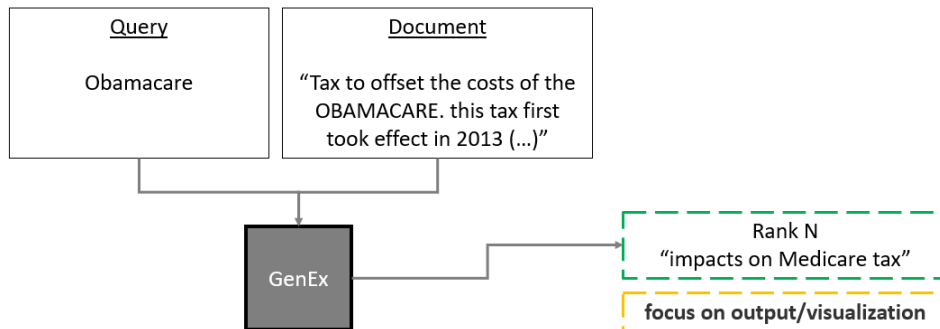 Query
Obamacare
Document
“Tax to offset the costs of the
OBAMACARE. this tax first
took effect in 2013 (...)”
GenEx
Rank N
“impacts on Medicare tax”
focus on output/visualization